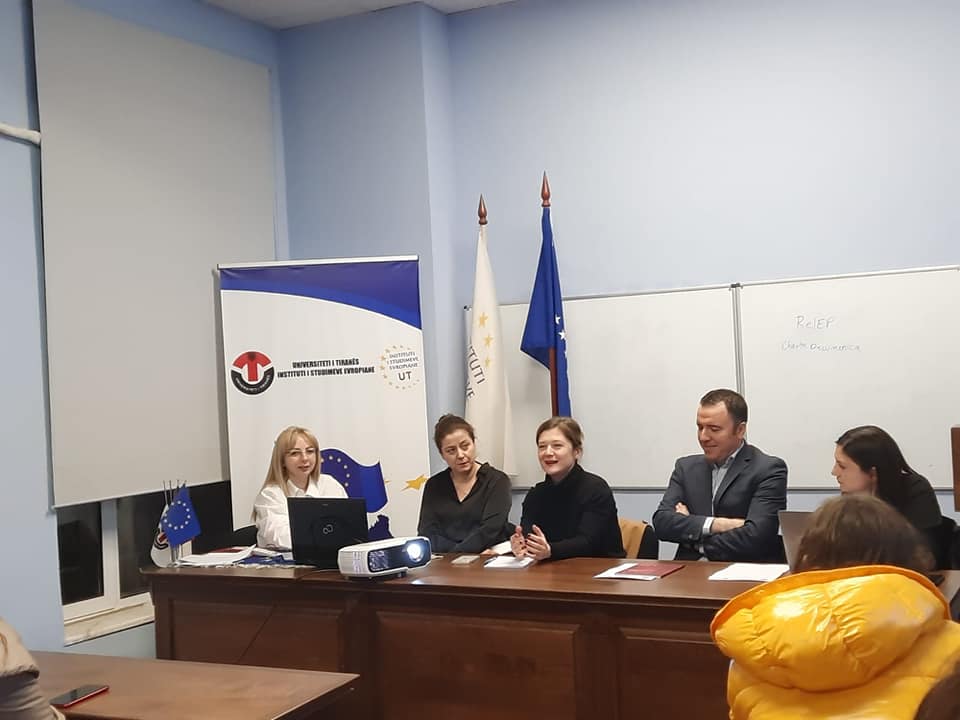 UNIVERSITETI I TIRANËS
INSTITUTI I STUDIMEVE EVROPIANE
INSTITUTI
I STUDIMEVE
EVROPIANE
UT
RelEP